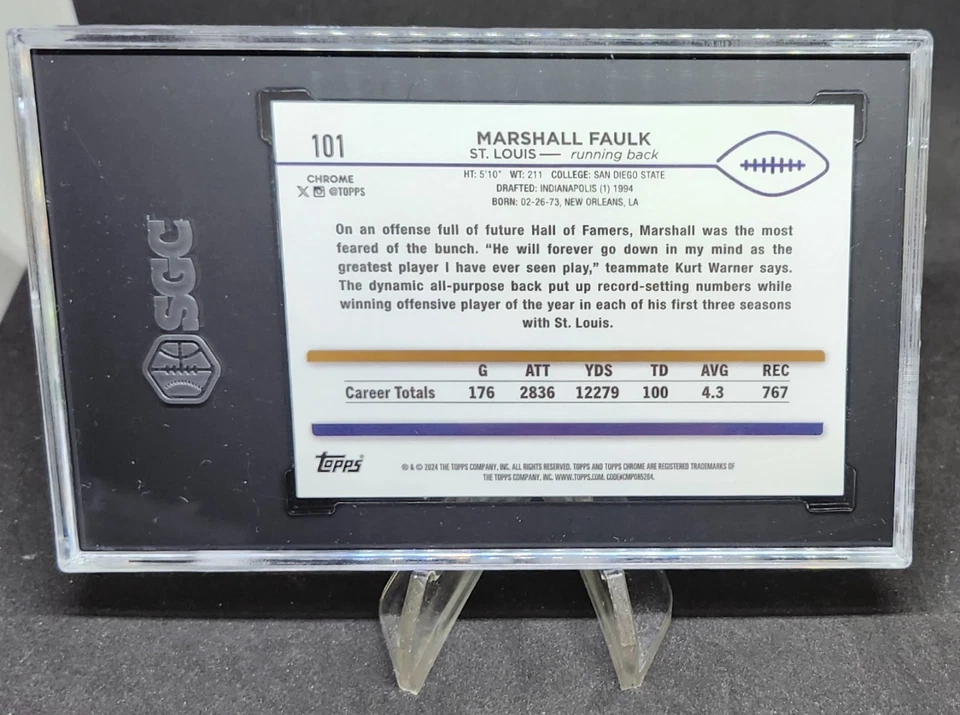 SGC
101
MARSHALL FAULK
ST. LOUIS — running back
CHROME
@TOPPS
HT: 5'10" WT: 211 COLLEGE: SAN DIEGO STATE
DRAFTED: INDIANAPOLIS (1) 1994
BORN: 02-26-73, NEW ORLEANS, LA
On an offense full of future Hall of Famers, Marshall was the most
feared of the bunch. “He will forever go down in my mind as the
greatest player I have ever seen play,” teammate Kurt Warner says.
The dynamic all-purpose back put up record-setting numbers while
winning offensive player of the year in each of his first three seasons
with St. Louis.
G ATT YDS TD AVG REC
Career Totals 176 2836 12279 100 4.3 767
Topps
® & © 2024 THE TOPPS COMPANY, INC. ALL RIGHTS RESERVED. TOPPS AND TOPPS CHROME ARE REGISTERED TRADEMARKS OF
THE TOPPS COMPANY, INC. WWW.TOPPS.COM. CODE#CMP085284.